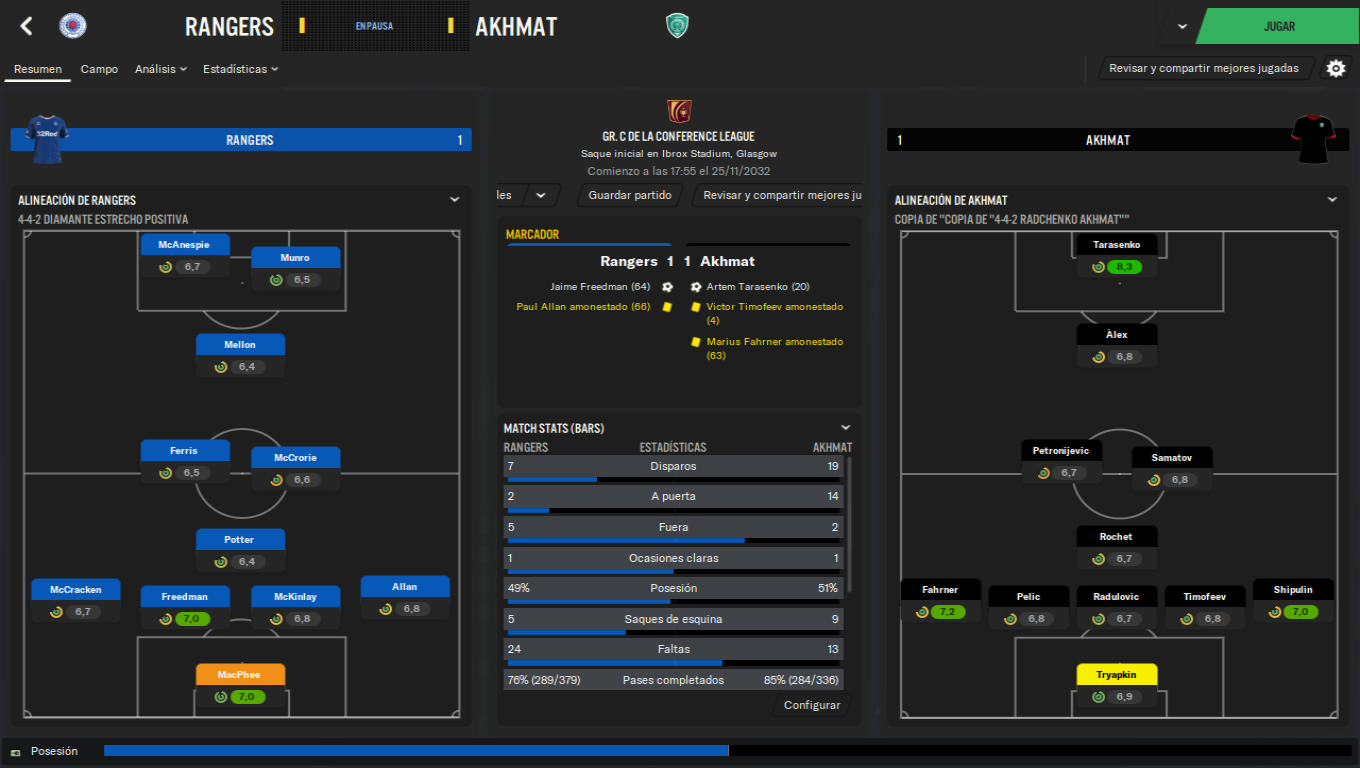 RANGERS
EN PAUSA
AKHMAT
JUGAR
Resumen
Campo
Análisis
Estadísticas
Revisar y compartir mejores jugadas
RANGERS
1
GR. C DE LA CONFERENCE LEAGUE
Saque inicial en Ibrox Stadium, Glasgow
Comienzo a las 17:55 el 25/11/2032
1
AKHMAT
les
Guardar partido
Revisar y compartir mejores ju
ALINEACIÓN DE RANGERS
4-4-2 DIAMANTE ESTRECHO POSITIVA
McAnespie
6,7
Munro
6,5
Mellon
6,4
Ferris
6,5
McCrorie
6,6
Potter
6,4
McCracken
6,7
Freedman
7,0
McKinlay
6,8
Allan
6,8
MacPhee
7,0
MARCADOR
Rangers 1 1 Akhmat
Jaime Freedman (64)
Artem Tarasenko (20)
Paul Allan amonestado (66)
Victor Timofeev amonestado
(4)
Marius Fahrner amonestado
(63)
MATCH STATS (BARS)
RANGERS ESTADÍSTICAS AKHMAT
7 Disparos 19
2 A puerta 14
5 Fuera 2
1 Ocasiones claras 1
49% Posesión 51%
5 Saques de esquina 9
24 Faltas 13
76% (289/379) Pases completados 85% (284/336)
Configurar
ALINEACIÓN DE AKHMAT
COPIA DE "COPIA DE "4-4-2 RADCHENKO AKHMAT""
Tarasenko
8,3
Àlex
6,8
Petronijevic
6,7
Samatov
6,8
Rochet
6,7
Fahrner
7,2
Pelic
6,8
Radulovic
6,7
Timofeev
6,8
Shipulin
7,0
Tryapkin
6,9
Posesión